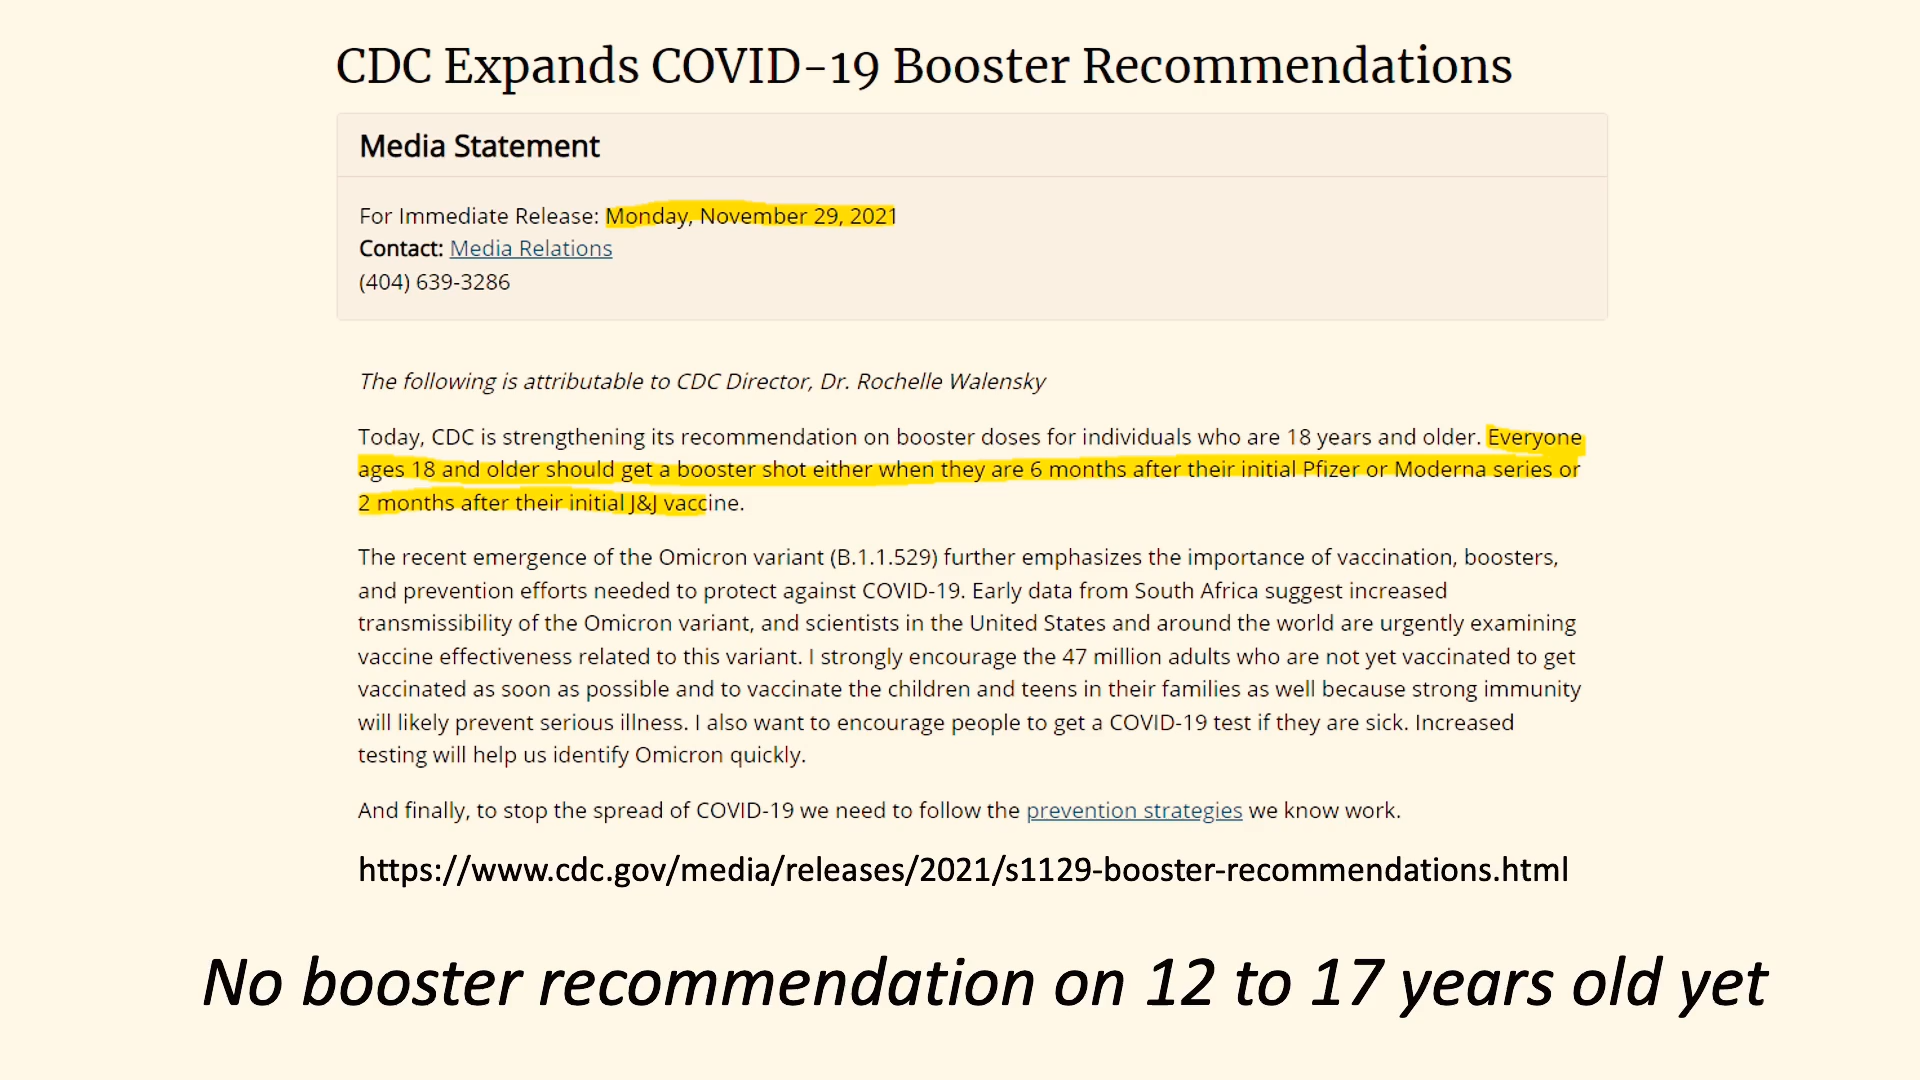 CDC Expands COVID-19 Booster Recommendations
Media Statement
For Immediate Release: Monday, November 29, 2021
Contact: Media Relations
(404) 639-3286
The following is attributable to CDC Director, Dr. Rochelle Walensky
Today, CDC is strengthening its recommendation on booster doses for individuals who are 18 years and older. Everyone
ages 18 and older should get a booster shot either when they are 6 months after their initial Pfizer or Moderna series or
2 months after their initial J&J vaccine.
The recent emergence of the Omicron variant (B.1.1.529) further emphasizes the importance of vaccination, boosters,
and prevention efforts needed to protect against COVID-19. Early data from South Africa suggest increased
transmissibility of the Omicron variant, and scientists in the United States and around the world are urgently examining
vaccine effectiveness related to this variant. I strongly encourage the 47 million adults who are not yet vaccinated to get
vaccinated as soon as possible and to vaccinate the children and teens in their families as well because strong immunity
will likely prevent serious illness. I also want to encourage people to get a COVID-19 test if they are sick. Increased
testing will help us identify Omicron quickly.
And finally, to stop the spread of COVID-19 we need to follow the prevention strategies we know work.
https://www.cdc.gov/media/releases/2021/s1129-booster-recommendations.html
No booster recommendation on 12 to 17 years old yet